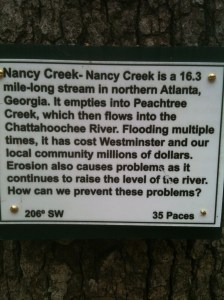 Nancy Creek- Nancy Creek is a 16.3
mile-long stream in northern Atlanta,
Georgia. It empties into Peachtree
Creek, which then flows into the
Chattahoochee River. Flooding multiple
times, it has cost Westminster and our
local community millions of dollars.
Erosion also causes problems as it
continues to raise the level of the river.
How can we prevent these problems?
206º SW 35 Paces